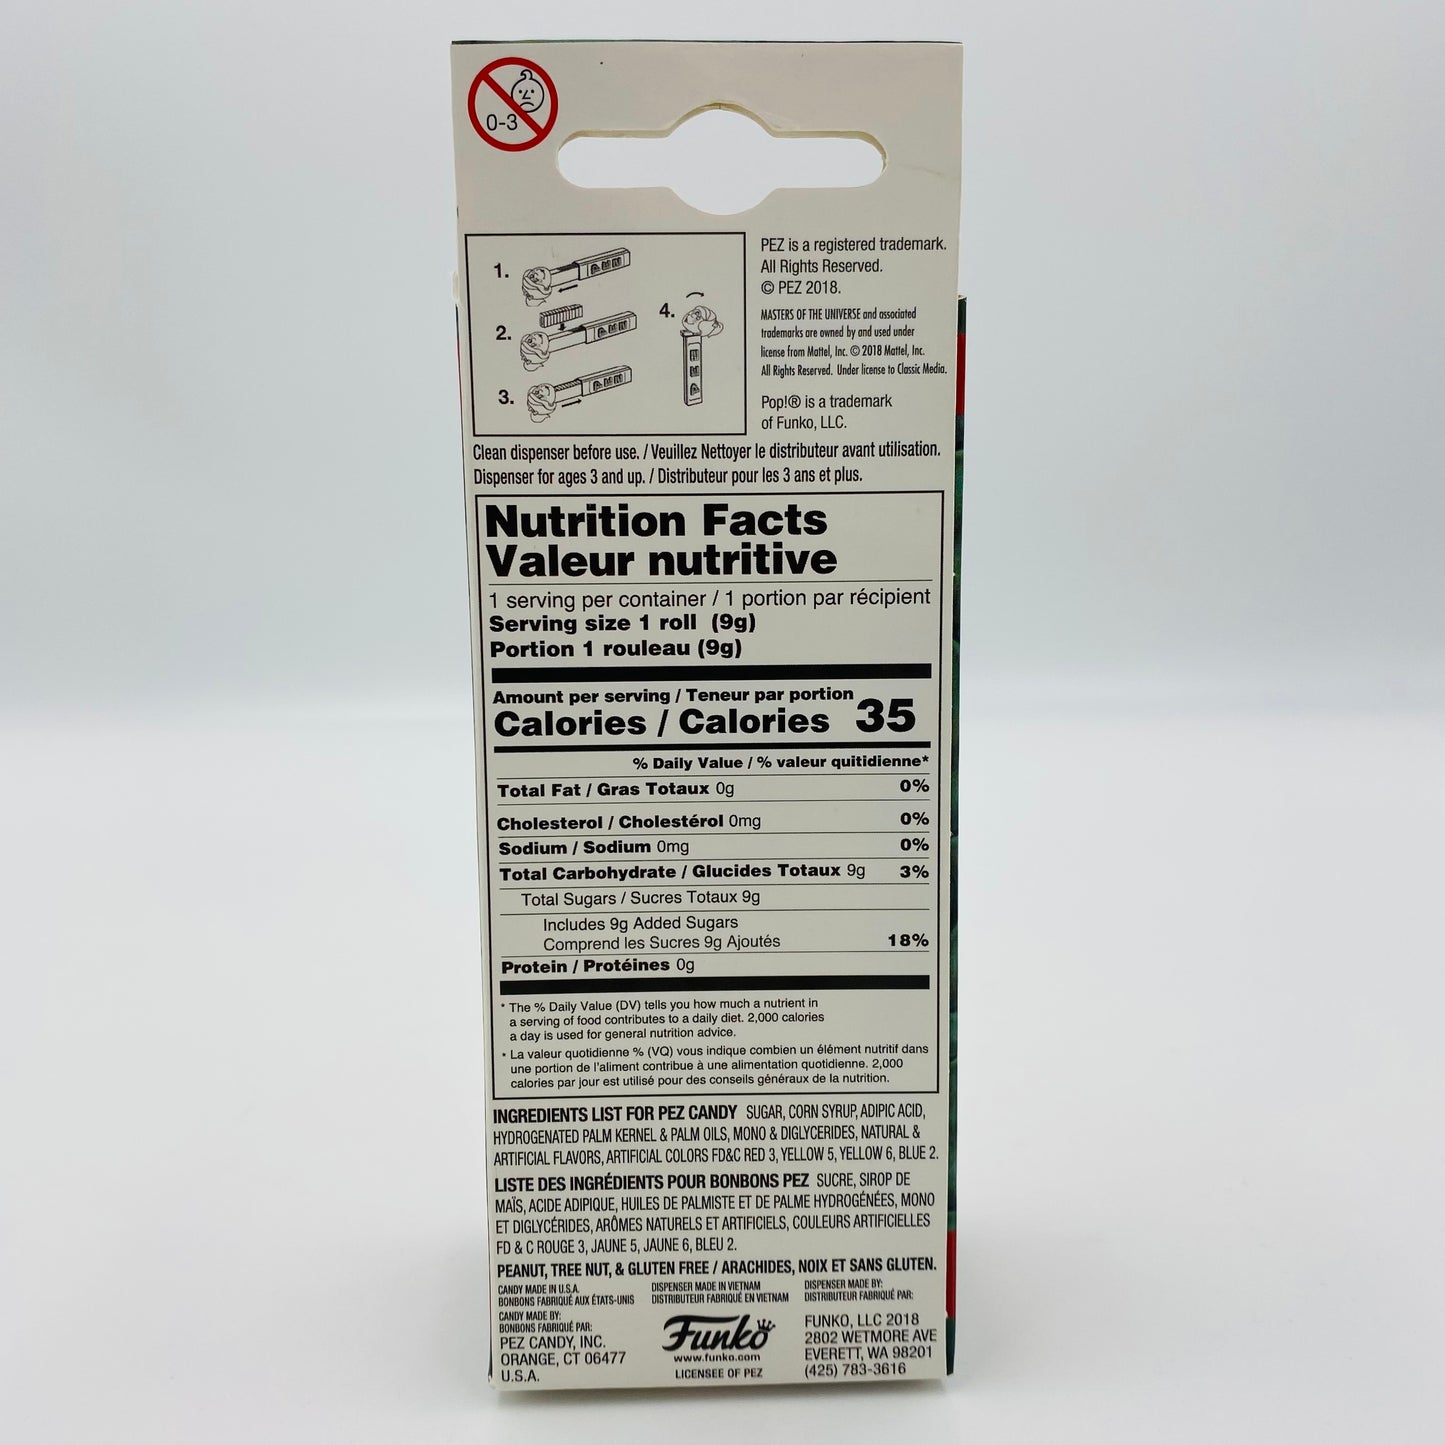 0-3
1.
2.
3.
4.
PEZ is a registered trademark.
All Rights Reserved.
© PEZ 2018.
MASTERS OF THE UNIVERSE and associated
trademarks are owned by and used under
license from Mattel, Inc. © 2018 Mattel, Inc.
All Rights Reserved. Under license to Classic Media.
Pop!® is a trademark
of Funko, LLC.
Clean dispenser before use. / Veuillez Nettoyer le distributeur avant utilisation.
Dispenser for ages 3 and up. / Distributeur pour les 3 ans et plus.
Nutrition Facts
Valeur nutritive
1 serving per container / 1 portion par récipient
Serving size 1 roll (9g)
Portion 1 rouleau (9g)
Amount per serving / Teneur par portion
Calories / Calories 35
% Daily Value / % valeur quitidienne*
Total Fat / Gras Totaux 0g 0%
Cholesterol / Cholestérol 0mg 0%
Sodium / Sodium 0mg 0%
Total Carbohydrate / Glucides Totaux 9g 3%
Total Sugars / Sucres Totaux 9g
Includes 9g Added Sugars
Comprend les Sucres 9g Ajoutés 18%
Protein / Protéines 0g
* The % Daily Value (DV) tells you how much a nutrient in
a serving of food contributes to a daily diet. 2,000 calories
a day is used for general nutrition advice.
* La valeur quotidienne % (VQ) vous indique combien un élément nutritif dans
une portion de l'aliment contribue à une alimentation quotidienne. 2,000
calories par jour est utilisé pour des conseils généraux de la nutrition.
INGREDIENTS LIST FOR PEZ CANDY SUGAR, CORN SYRUP, ADIPIC ACID,
HYDROGENATED PALM KERNEL & PALM OILS, MONO & DIGLYCERIDES, NATURAL &
ARTIFICIAL FLAVORS, ARTIFICIAL COLORS FD&C RED 3, YELLOW 5, YELLOW 6, BLUE 2.
LISTE DES INGRÉDIENTS POUR BONBONS PEZ SUCRE, SIROP DE
MAÏS, ACIDE ADIPIQUE, HUILES DE PALMISTE ET DE PALME HYDROGÉNÉES, MONO
ET DIGLYCÉRIDES, ARÔMES NATURELS ET ARTIFICIELS, COULEURS ARTIFICIELLES
FD & C ROUGE 3, JAUNE 5, JAUNE 6, BLEU 2.
PEANUT, TREE NUT, & GLUTEN FREE / ARACHIDES, NOIX ET SANS GLUTEN.
CANDY MADE IN U.S.A.
BONBONS FABRIQUÉ AUX ÉTATS-UNIS
CANDY MADE BY:
BONBONS FABRIQUÉ PAR:
PEZ CANDY, INC.
ORANGE, CT 06477
U.S.A.
DISPENSER MADE IN VIETNAM
DISTRIBUTEUR FABRIQUÉ EN VIETNAM
Funko
www.funko.com
LICENSEE OF PEZ
DISPENSER MADE BY:
DISTRIBUTEUR FABRIQUÉ PAR:
FUNKO, LLC 2018
2802 WETMORE AVE
EVERETT, WA 98201
(425) 783-3616